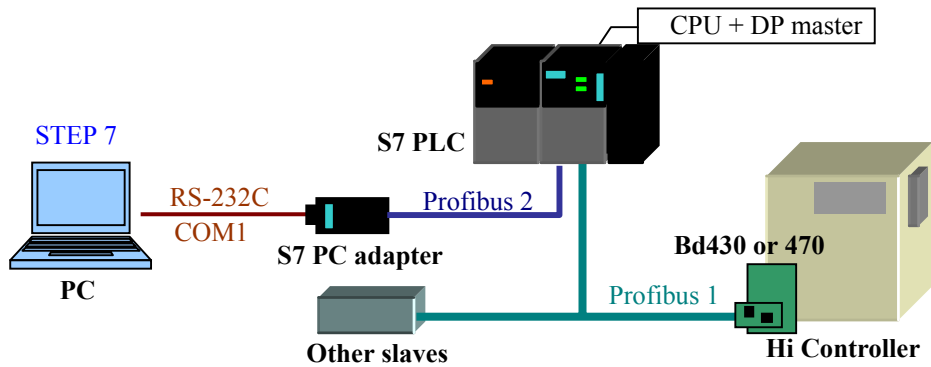 CPU + DP master
STEP 7
S7 PLC
RS-232C
Profibus 2
COM1
S7 PC adapter
PC
Bd430 or 470
Profibus 1
Other slaves
Hi Controller